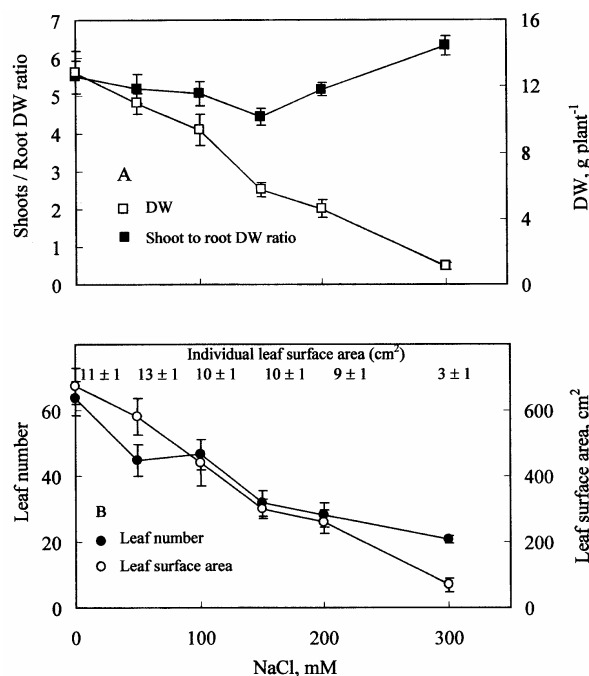 7
6
5
4
3
2
1
0
Shoots / Root DW ratio
16
12
8
4
0
DW, g plant⁻¹
A
DW
Shoot to root DW ratio
Individual leaf surface area (cm²)
11 ± 1 13 ± 1 10 ± 1 10 ± 1 9 ± 1 3 ± 1
60
40
20
0
Leaf number
600
400
200
0
Leaf surface area, cm²
B
Leaf number
Leaf surface area
0 100 200 300
NaCl, mM